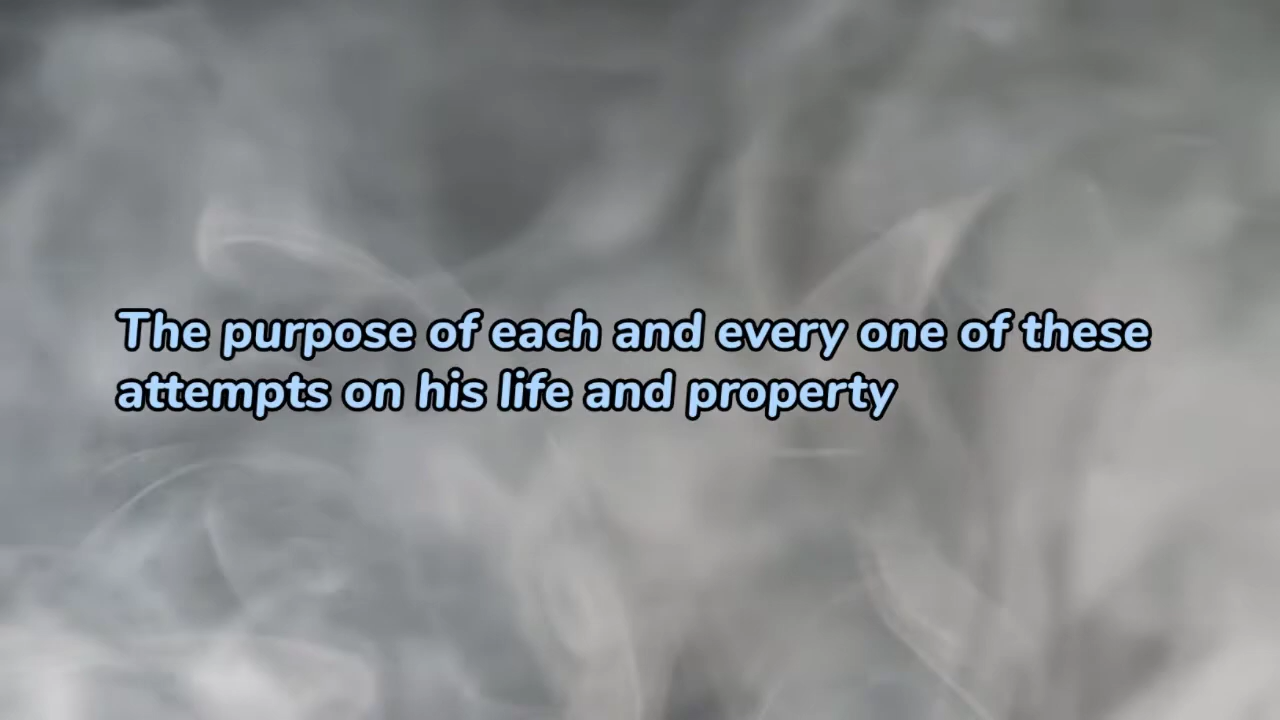 The purpose of each and every one of these
attempts on his life and property